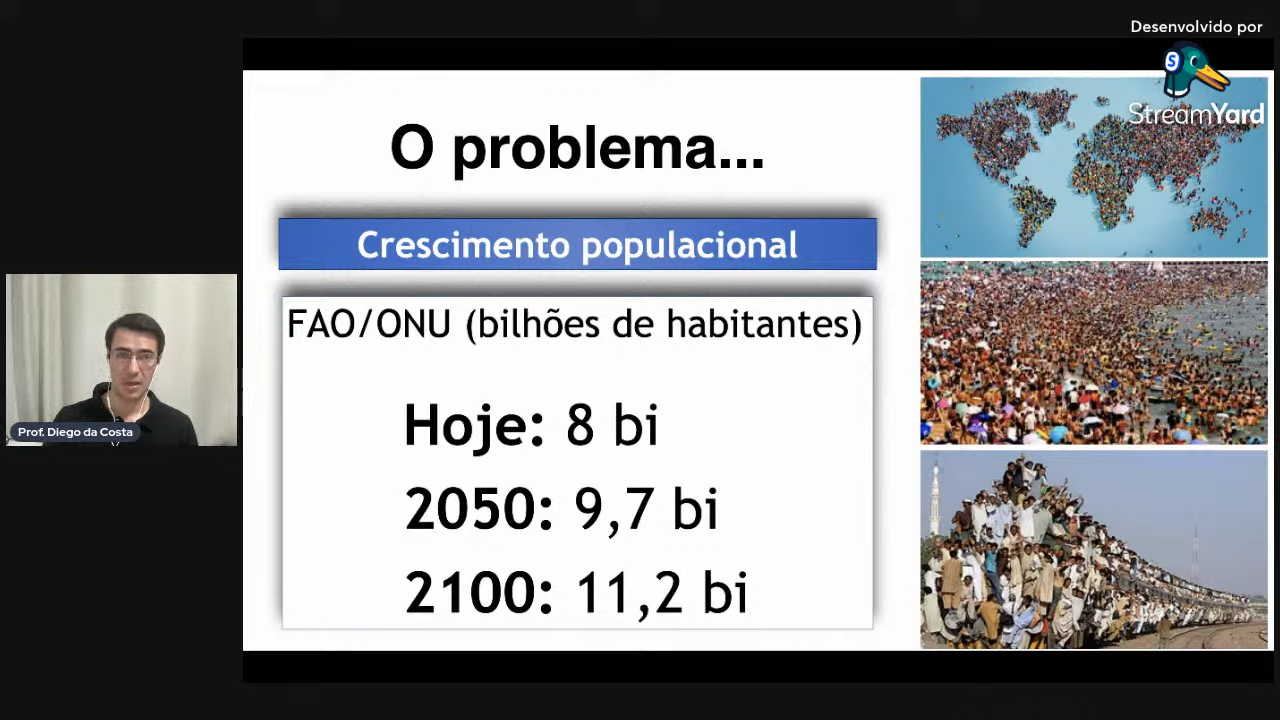 Desenvolvido por
S
StreamYard
O problema...
Crescimento populacional
FAO/ONU (bilhões de habitantes)
Hoje: 8 bi
2050: 9,7 bi
2100: 11,2 bi
Prof. Diego da Costa